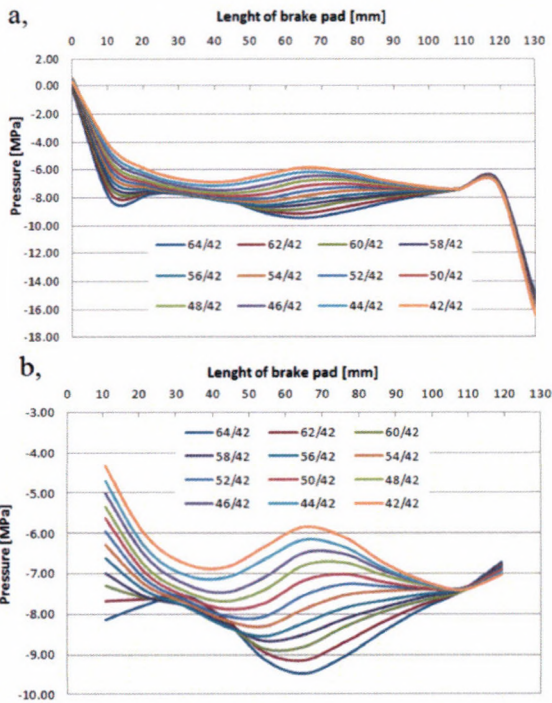 a,
Lenght of brake pad [mm]
0 10 20 30 40 50 60 70 80 90 100 110 120 130
2.00
0.00
-2.00
-4.00
-6.00
-8.00
-10.00
-12.00
-14.00
-16.00
-18.00
Pressure [MPa]
64/42 62/42 60/42 58/42
56/42 54/42 52/42 50/42
48/42 46/42 44/42 42/42
b,
Lenght of brake pad [mm]
0 10 20 30 40 50 60 70 80 90 100 110 120 130
-3.00
-4.00
-5.00
-6.00
-7.00
-8.00
-9.00
-10.00
Pressure [MPa]
64/42 62/42 60/42
58/42 56/42 54/42
52/42 50/42 48/42
46/42 44/42 42/42